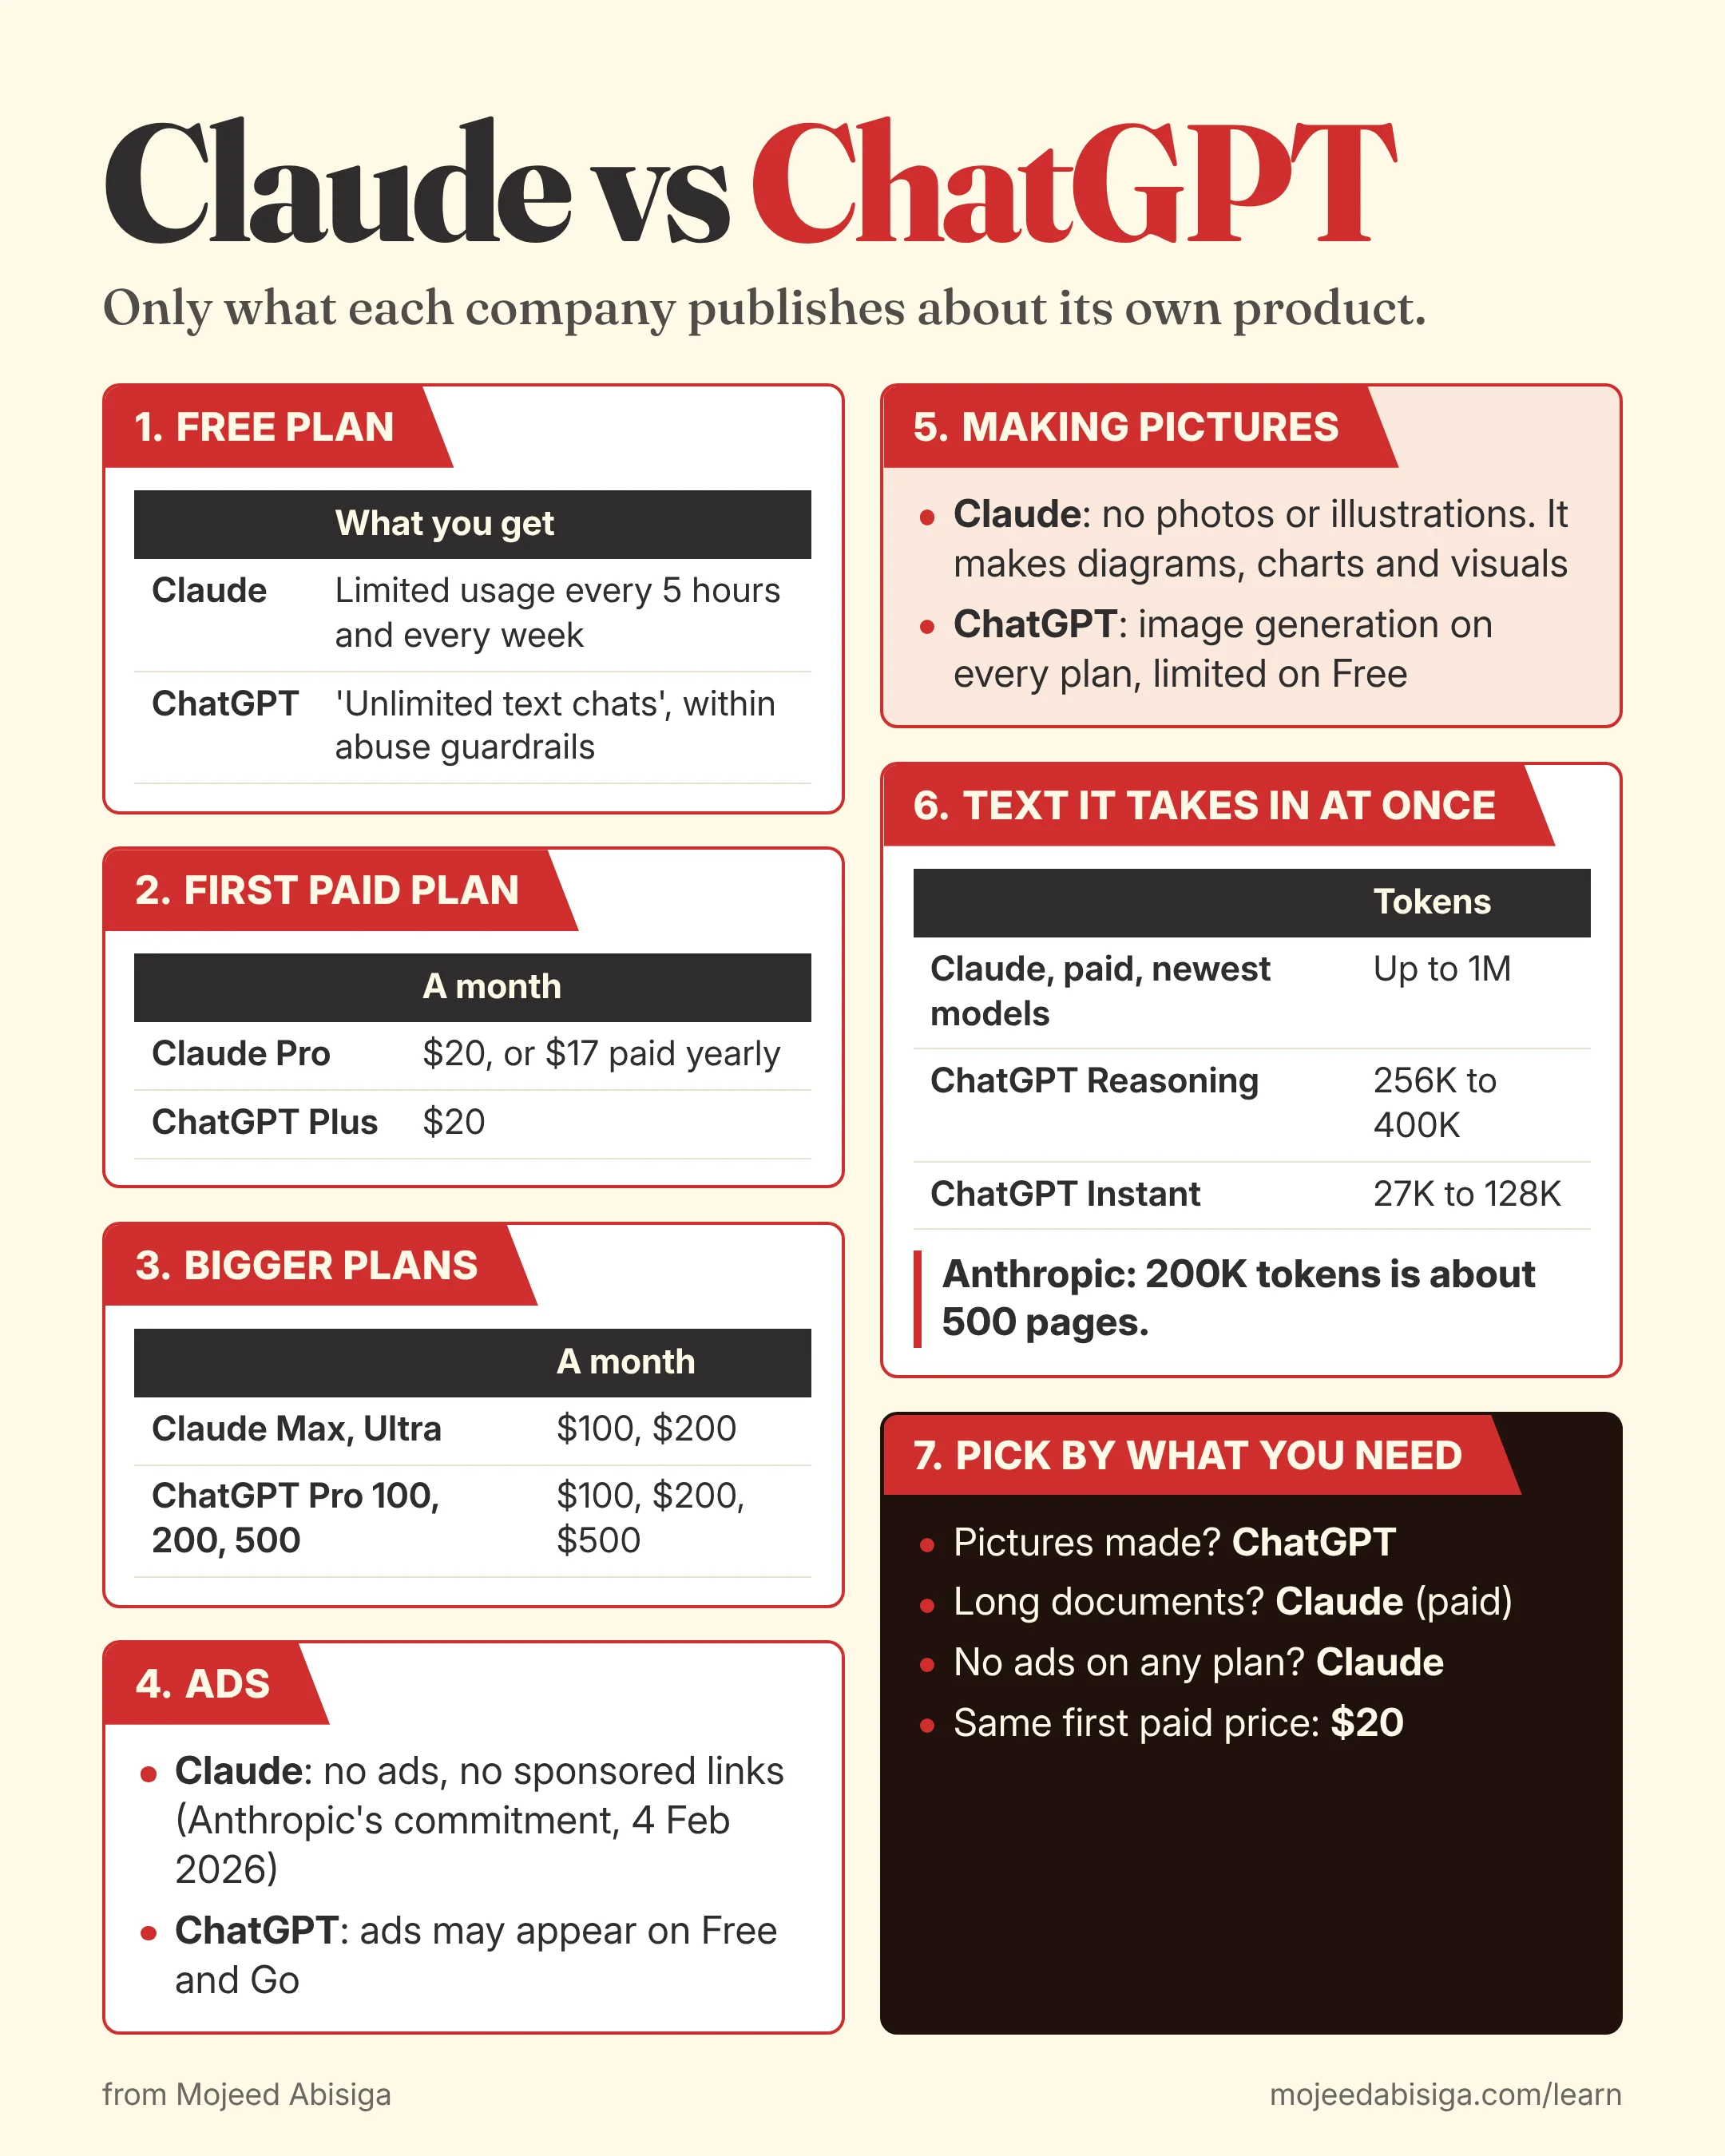 Claude vs ChatGPT
Only what each company publishes about its own product.
1. FREE PLAN
What you get
Claude Limited usage every 5 hours
and every week
ChatGPT 'Unlimited text chats', within
abuse guardrails
2. FIRST PAID PLAN
A month
Claude Pro $20, or $17 paid yearly
ChatGPT Plus $20
3. BIGGER PLANS
A month
Claude Max, Ultra $100, $200
ChatGPT Pro 100, $100, $200,
200, 500 $500
4. ADS
• Claude: no ads, no sponsored links
(Anthropic's commitment, 4 Feb
2026)
• ChatGPT: ads may appear on Free
and Go
5. MAKING PICTURES
• Claude: no photos or illustrations. It
makes diagrams, charts and visuals
• ChatGPT: image generation on
every plan, limited on Free
6. TEXT IT TAKES IN AT ONCE
Tokens
Claude, paid, newest Up to 1M
models
ChatGPT Reasoning 256K to
400K
ChatGPT Instant 27K to 128K
Anthropic: 200K tokens is about
500 pages.
7. PICK BY WHAT YOU NEED
• Pictures made? ChatGPT
• Long documents? Claude (paid)
• No ads on any plan? Claude
• Same first paid price: $20
from Mojeed Abisiga
mojeedabisiga.com/learn